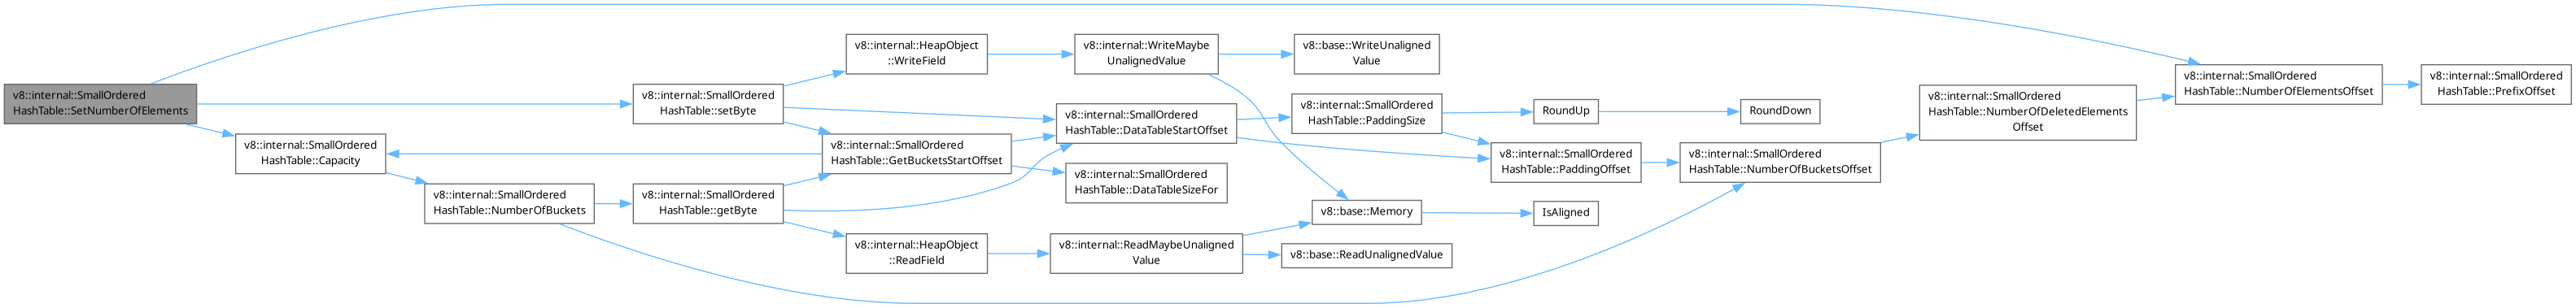 v8::internal::SmallOrdered
HashTable::SetNumberOfElements
v8::internal::SmallOrdered
HashTable::Capacity
v8::internal::SmallOrdered
HashTable::NumberOfBuckets
v8::internal::SmallOrdered
HashTable::setByte
v8::internal::SmallOrdered
HashTable::getByte
v8::internal::HeapObject
::WriteField
v8::internal::SmallOrdered
HashTable::GetBucketsStartOffset
v8::internal::HeapObject
::ReadField
v8::internal::WriteMaybe
UnalignedValue
v8::internal::SmallOrdered
HashTable::DataTableStartOffset
v8::internal::SmallOrdered
HashTable::DataTableSizeFor
v8::internal::ReadMaybeUnaligned
Value
v8::base::WriteUnaligned
Value
v8::internal::SmallOrdered
HashTable::PaddingSize
v8::base::Memory
v8::base::ReadUnalignedValue
RoundUp
v8::internal::SmallOrdered
HashTable::PaddingOffset
IsAligned
RoundDown
v8::internal::SmallOrdered
HashTable::NumberOfBucketsOffset
v8::internal::SmallOrdered
HashTable::NumberOfDeletedElements
Offset
v8::internal::SmallOrdered
HashTable::NumberOfElementsOffset
v8::internal::SmallOrdered
HashTable::PrefixOffset